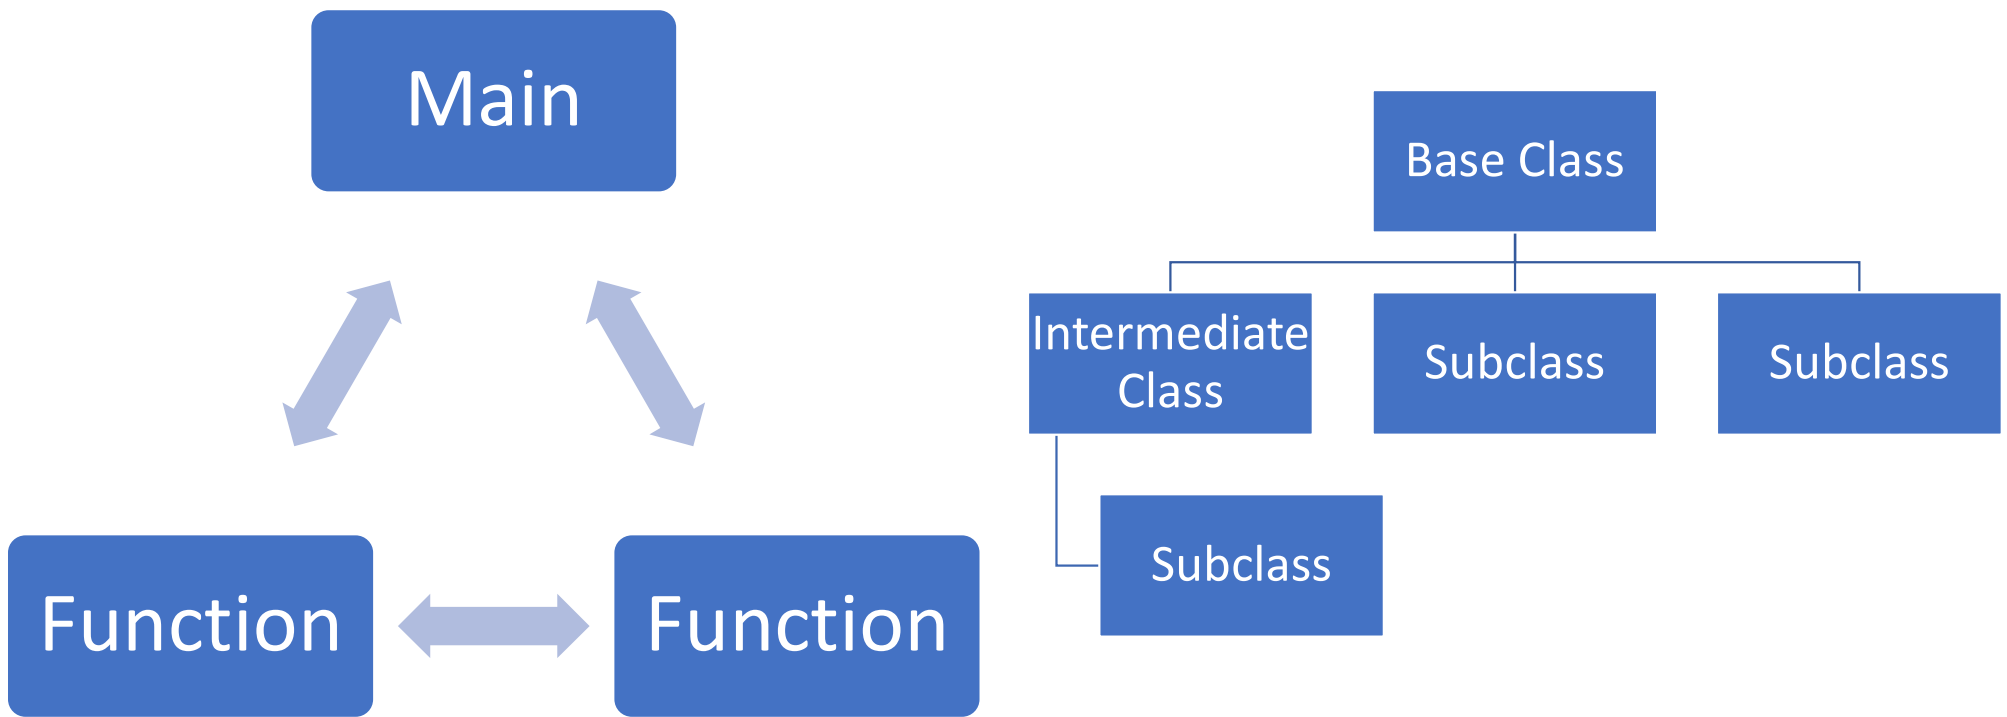 Main
Function
Function
Base Class
Intermediate
Class
Subclass
Subclass
Subclass